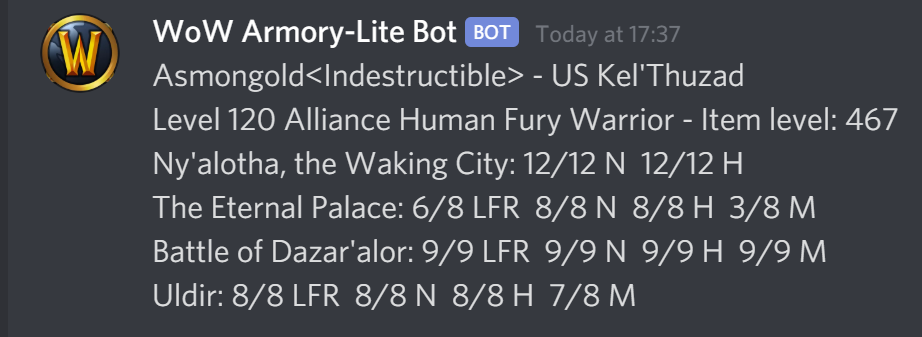 WoW Armory-Lite Bot BOT Today at 17:37
Asmongold<Indestructible> - US Kel'Thuzad
Level 120 Alliance Human Fury Warrior - Item level: 467
Ny'alotha, the Waking City: 12/12 N 12/12 H
The Eternal Palace: 6/8 LFR 8/8 N 8/8 H 3/8 M
Battle of Dazar'alor: 9/9 LFR 9/9 N 9/9 H 9/9 M
Uldir: 8/8 LFR 8/8 N 8/8 H 7/8 M